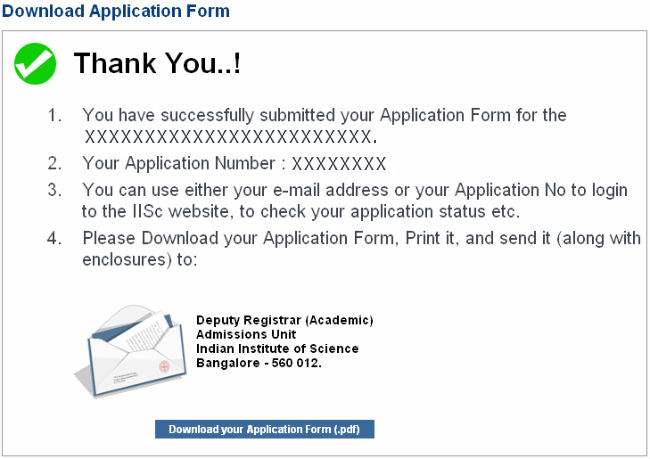 Download Application Form
Thank You..!
1. You have successfully submitted your Application Form for the
XXXXXXXXXXXXXXXXXXXXXXXX.
2. Your Application Number : XXXXXXXX
3. You can use either your e-mail address or your Application No to login
to the IISc website, to check your application status etc.
4. Please Download your Application Form, Print it, and send it (along with
enclosures) to:
Deputy Registrar (Academic)
Admissions Unit
Indian Institute of Science
Bangalore - 560 012.
Download your Application Form (.pdf)